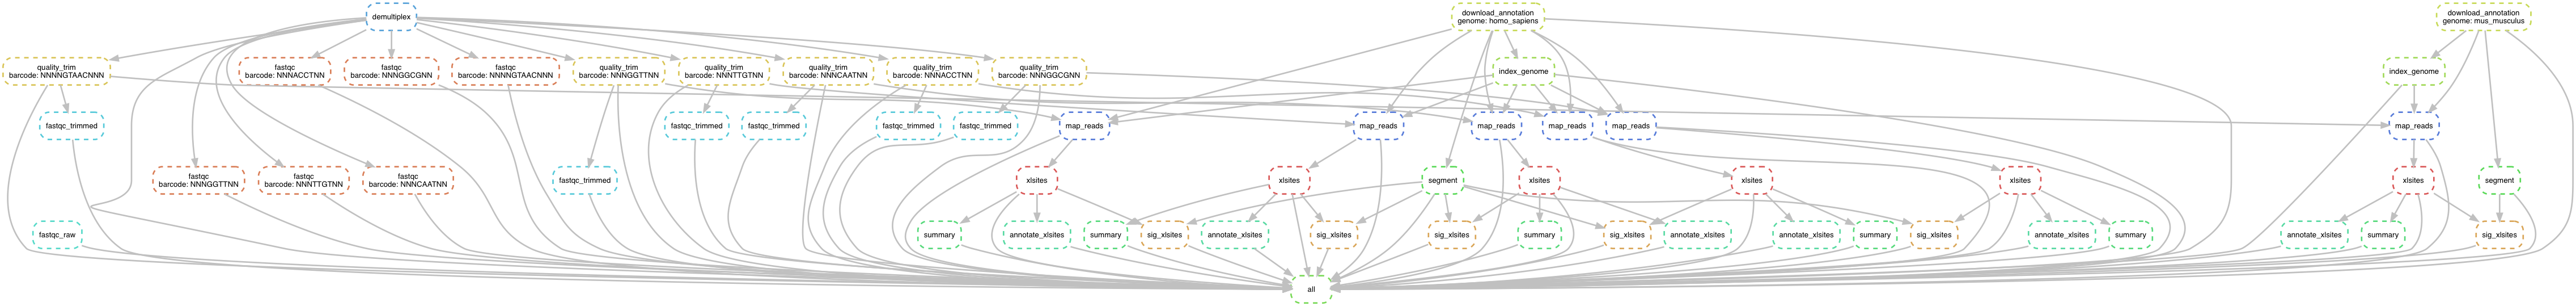 demultiplex
download_annotation
genome: homo_sapiens
download_annotation
genome: mus_musculus
quality_trim
barcode: NNNNGTAACNNN
fastqc
barcode: NNNACCTNN
fastqc
barcode: NNNGGCGNN
fastqc
barcode: NNNNGTAACNNN
quality_trim
barcode: NNNGGTTNN
quality_trim
barcode: NNNTTGTNN
quality_trim
barcode: NNNCAATNN
quality_trim
barcode: NNNACCTNN
quality_trim
barcode: NNNGGCGNN
index_genome
index_genome
fastqc_trimmed
fastqc_trimmed
fastqc_trimmed
fastqc_trimmed
fastqc_trimmed
map_reads
map_reads
map_reads
map_reads
map_reads
map_reads
fastqc
barcode: NNNGGTTNN
fastqc
barcode: NNNTTGTNN
fastqc
barcode: NNNCAATNN
fastqc_trimmed
xlsites
xlsites
segment
xlsites
xlsites
xlsites
xlsites
segment
fastqc_raw
summary
annotate_xlsites
summary
sig_xlsites
annotate_xlsites
sig_xlsites
sig_xlsites
summary
sig_xlsites
annotate_xlsites
annotate_xlsites
summary
sig_xlsites
annotate_xlsites
summary
annotate_xlsites
summary
sig_xlsites
all